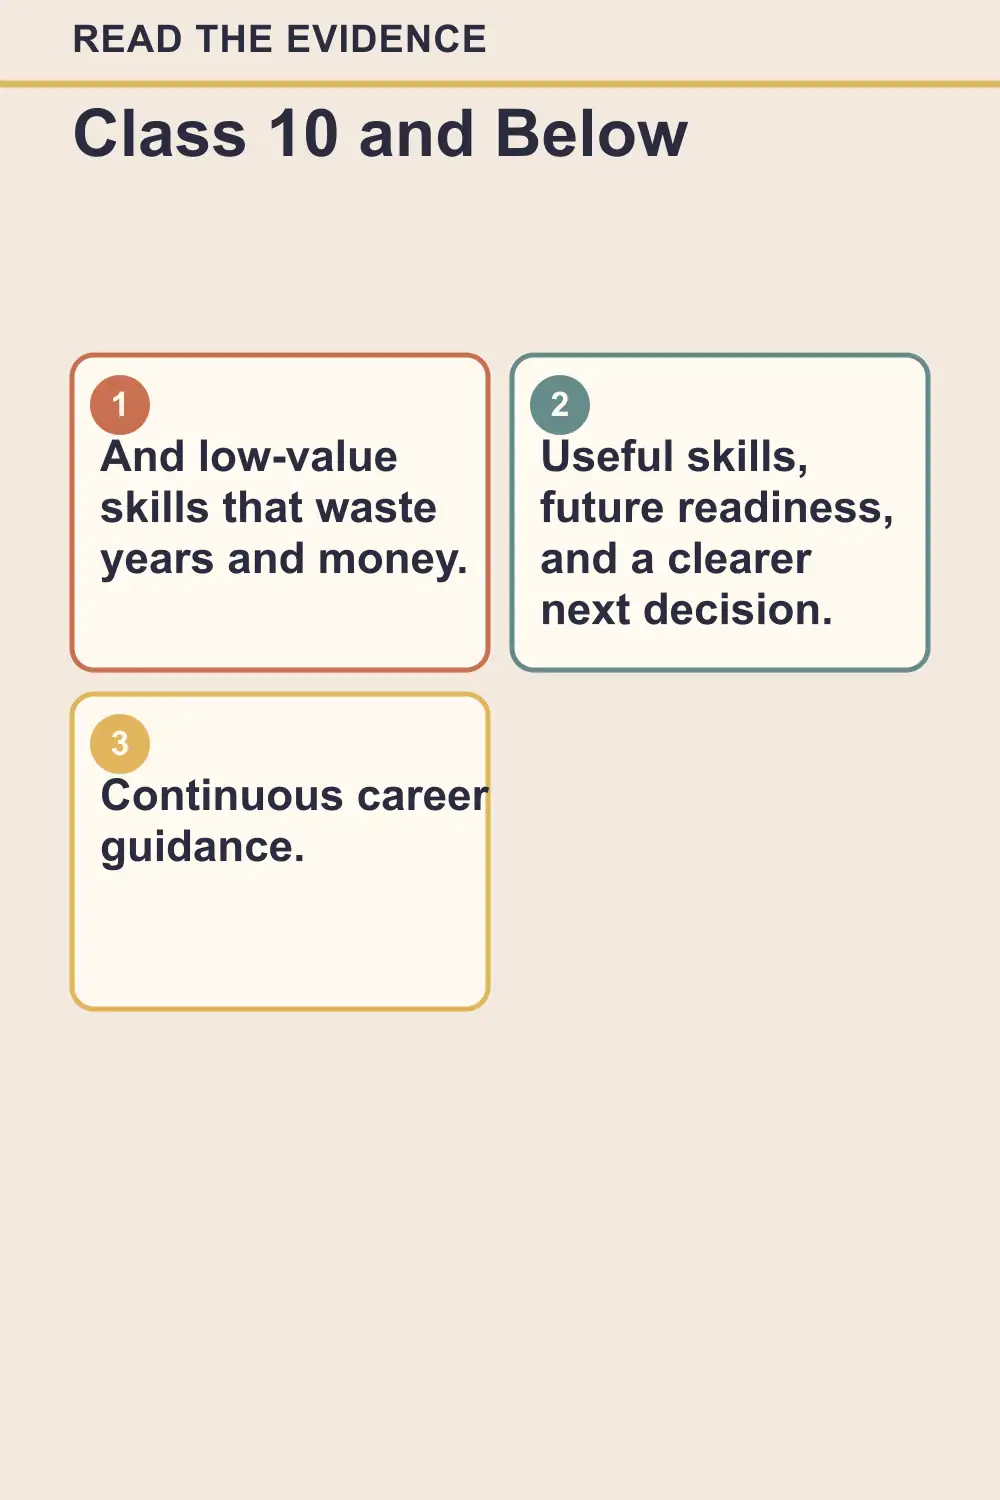 READ THE EVIDENCE
Class 10 and Below
1
And low-value
skills that waste
years and money.
2
Useful skills,
future readiness,
and a clearer
next decision.
3
Continuous career
guidance.